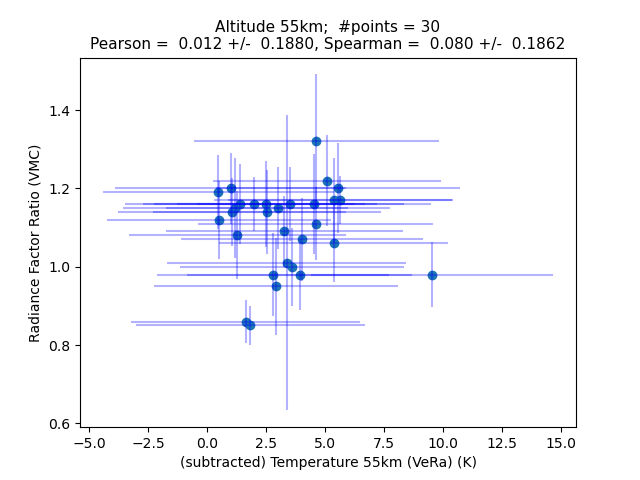 Altitude 55km;  #points = 30
Pearson =  0.012 +/-  0.1880, Spearman =  0.080 +/-  0.1862
Radiance Factor Ratio (VMC)
1.4
1.2
1.0
0.8
0.6
−5.0 −2.5 0.0 2.5 5.0 7.5 10.0 12.5 15.0
(subtracted) Temperature 55km (VeRa) (K)